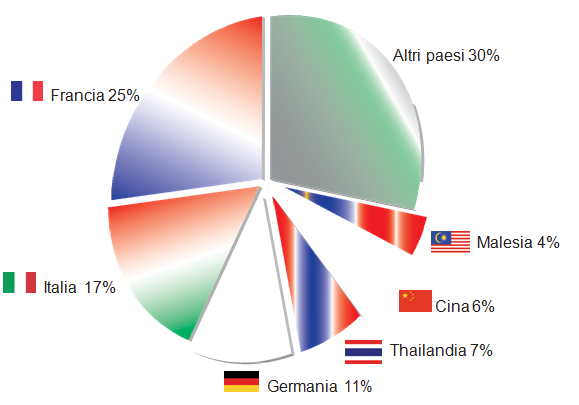 Altri paesi 30%
Francia 25%
Malesia 4%
Italia 17%
Cina 6%
Thailandia 7%
Germania 11%